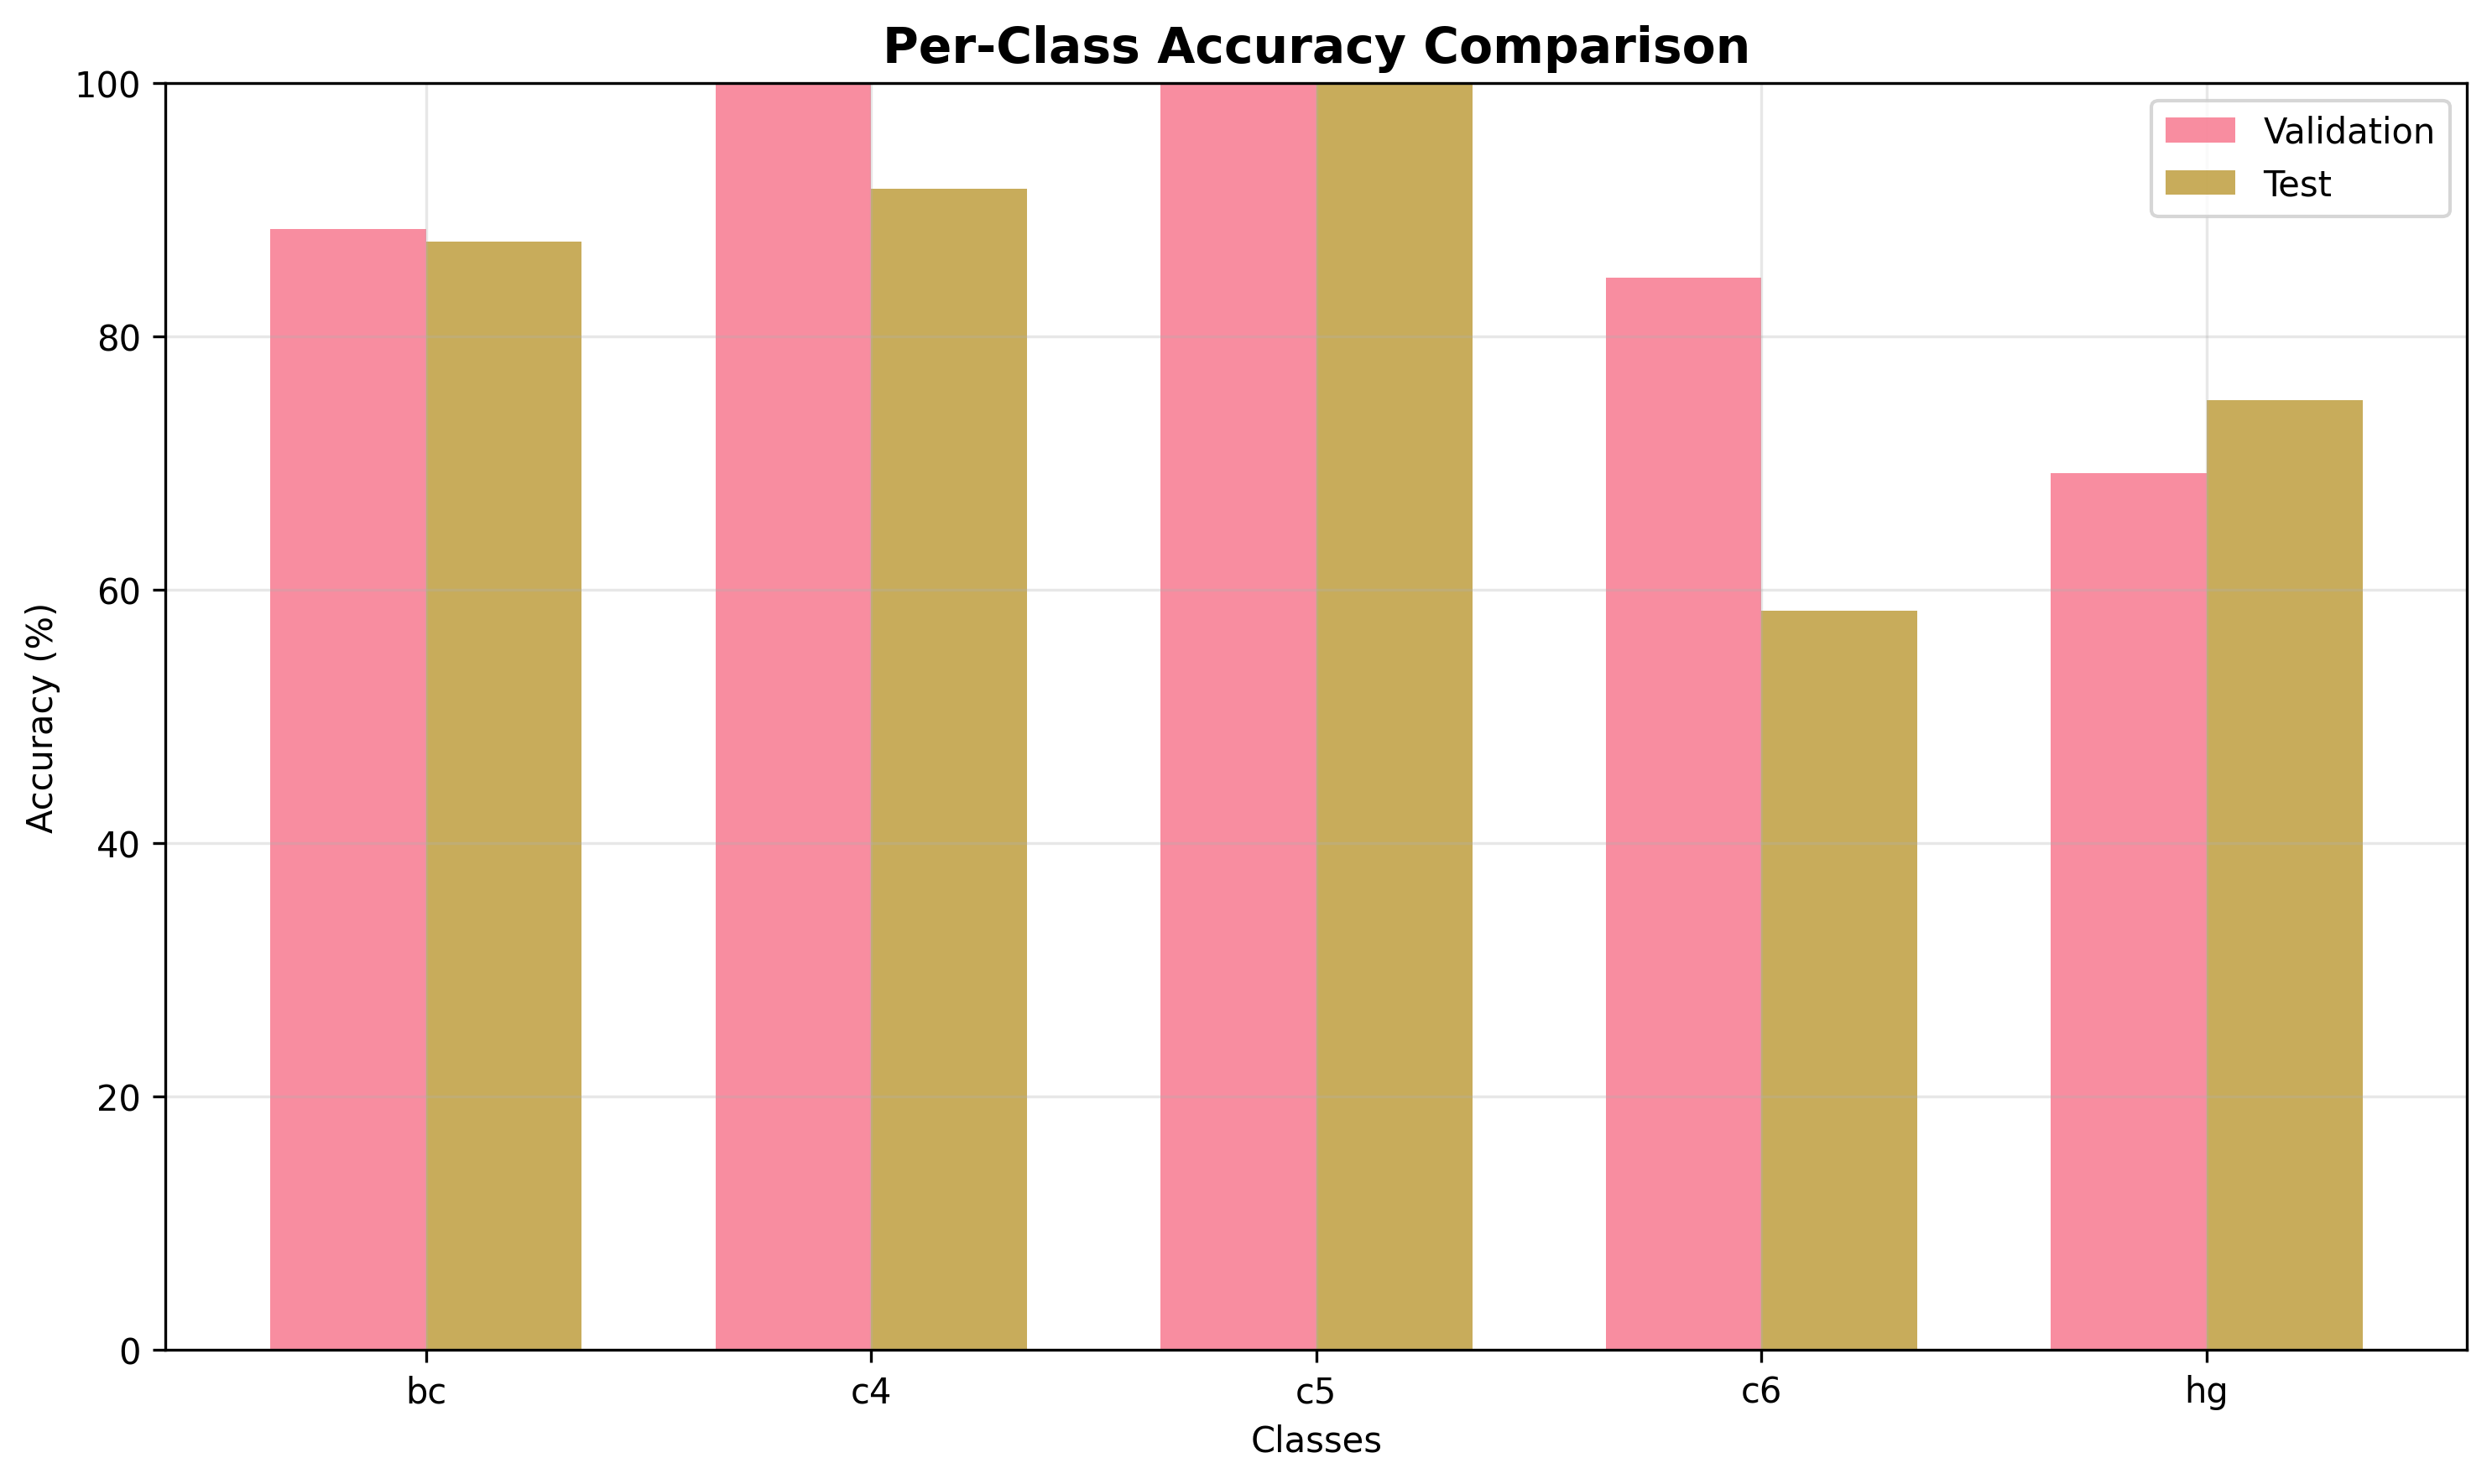 Per-Class Accuracy Comparison
100
80
60
40
20
0
Accuracy (%)
Validation
Test
bc
c4
c5
c6
hg
Classes